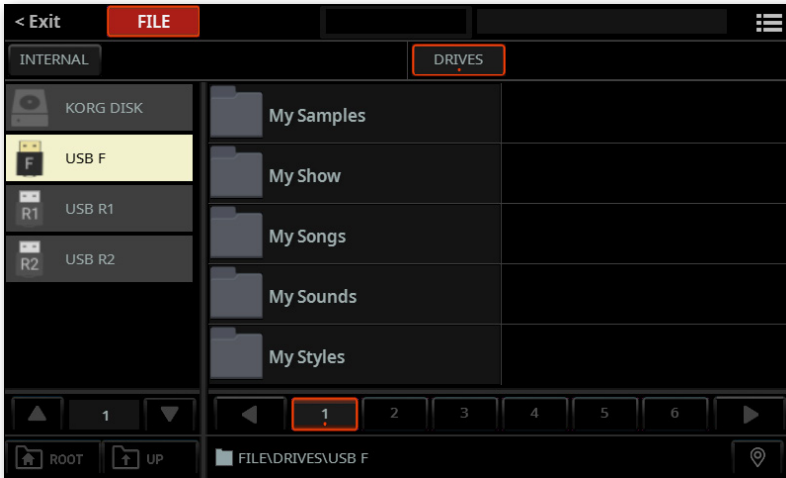 < Exit FILE
INTERNAL DRIVES
KORG DISK
F USB F
R1 USB R1
R2 USB R2
My Samples
My Show
My Songs
My Sounds
My Styles
1 1 2 3 4 5 6
ROOT UP FILE\DRIVES\USB F